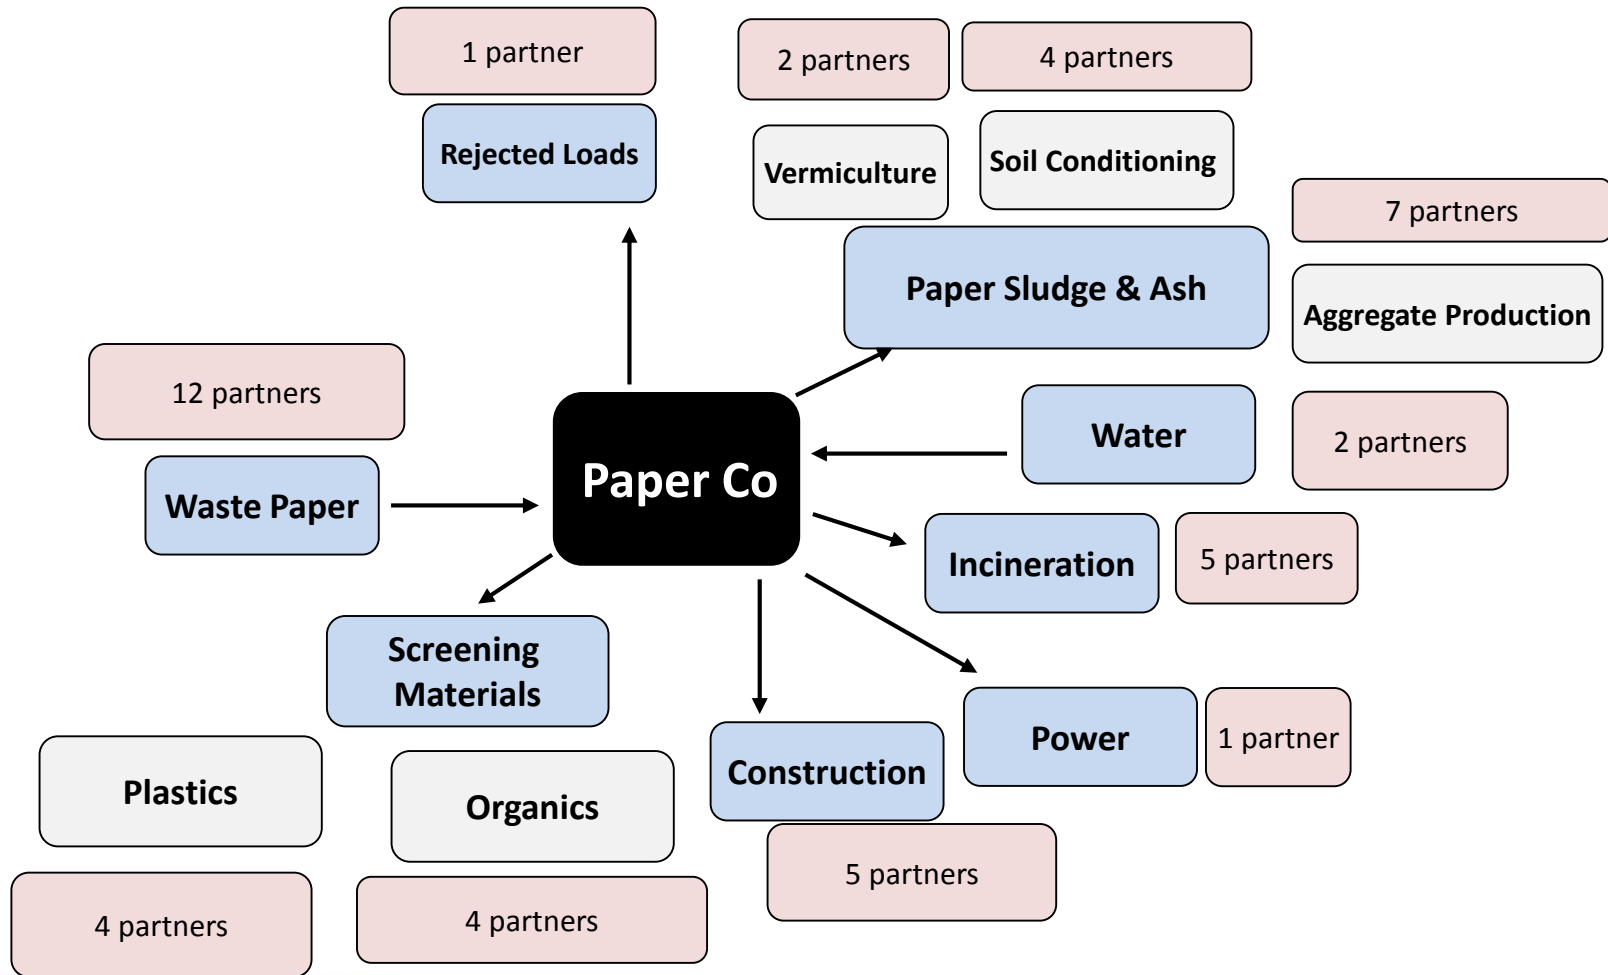 1 partner
Rejected Loads
2 partners
4 partners
Vermiculture
Soil Conditioning
7 partners
Paper Sludge & Ash
Aggregate Production
12 partners
Waste Paper
Paper Co
Water
2 partners
Incineration
5 partners
Screening
Materials
Power
1 partner
Construction
5 partners
Plastics
Organics
4 partners
4 partners